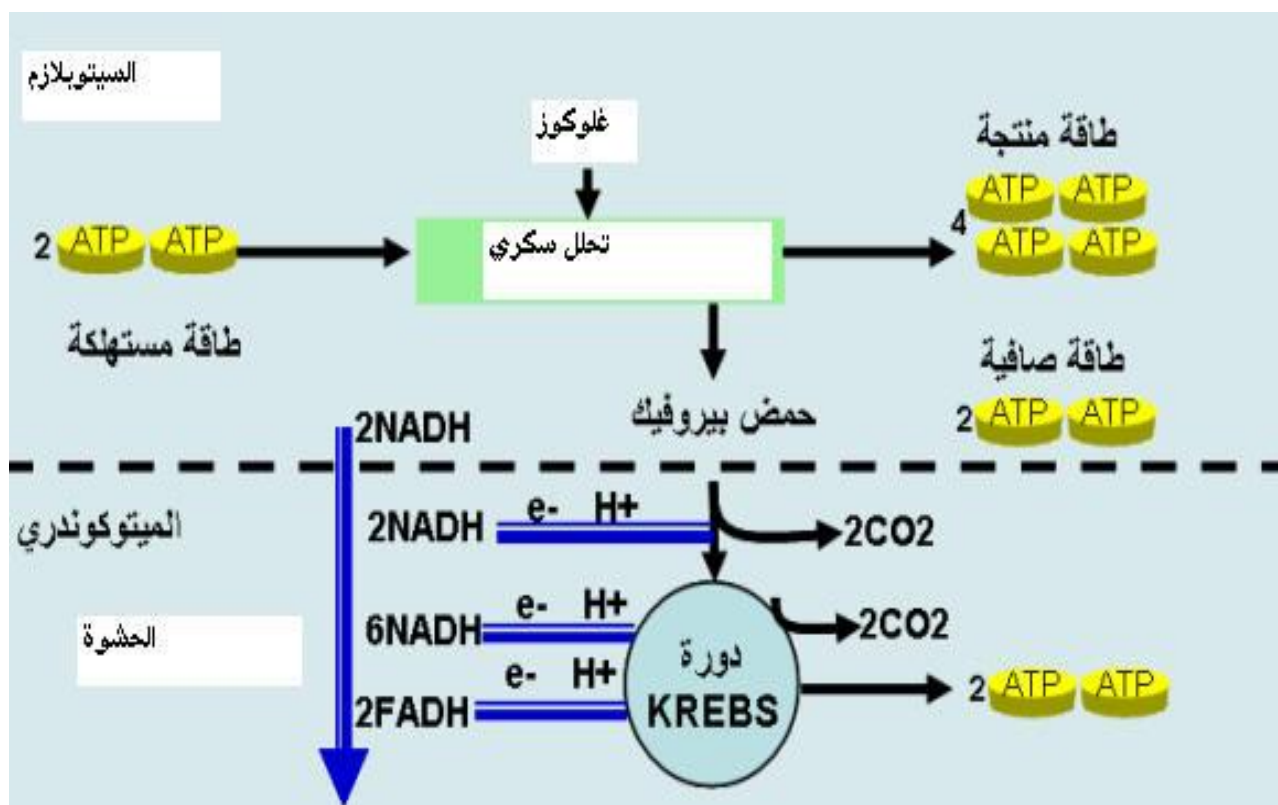 السيتوبلازم
غلوكوز
طاقة منتجة
ATP ATP
4
ATP ATP
2 ATP ATP
تحلل سكري
طاقة مستهلكة
طاقة صافية
2 ATP ATP
حمض بيروفيك
2NADH
الميتوكوندري
2NADH e- H+
2CO2
الحشوة
6NADH e- H+
2CO2
دورة
KREBS
2FADH e- H+
2 ATP ATP